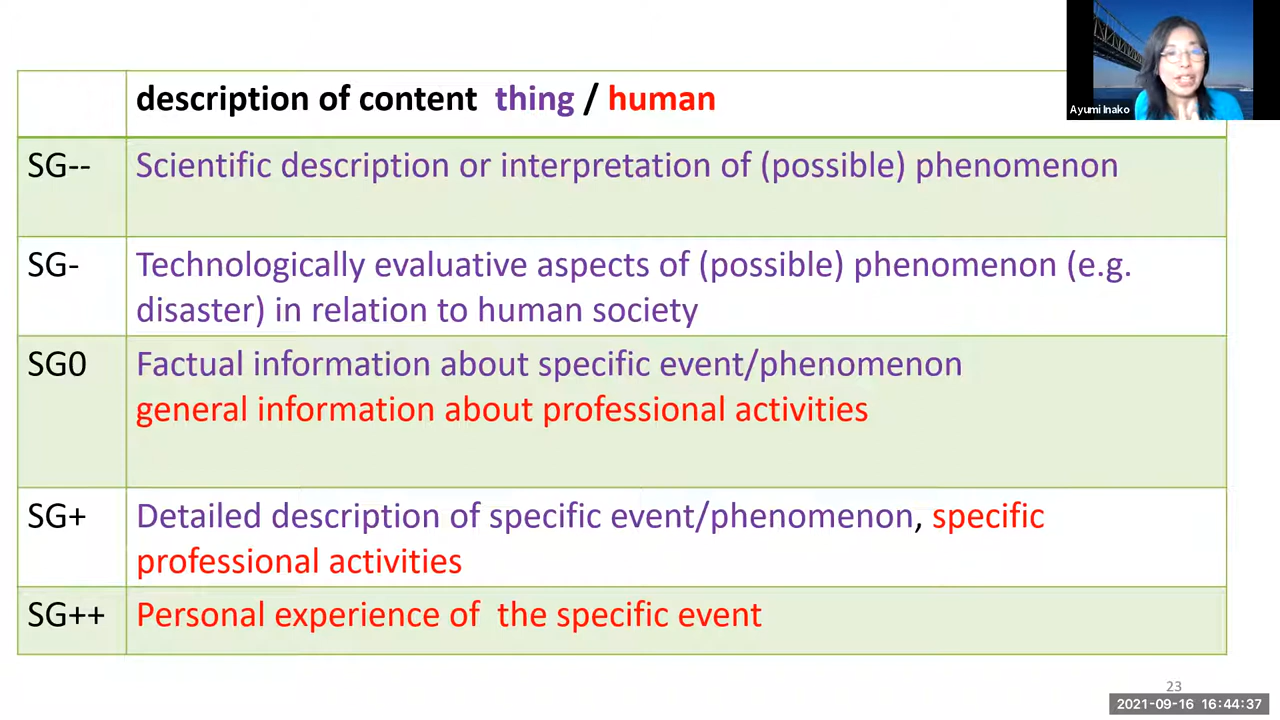 description of content thing / human
Ayumi Inako
SG-- Scientific description or interpretation of (possible) phenomenon
SG- Technologically evaluative aspects of (possible) phenomenon (e.g.
disaster) in relation to human society
SG0 Factual information about specific event/phenomenon
general information about professional activities
SG+ Detailed description of specific event/phenomenon, specific
professional activities
SG++ Personal experience of the specific event
23
2021-09-16 16:44:37